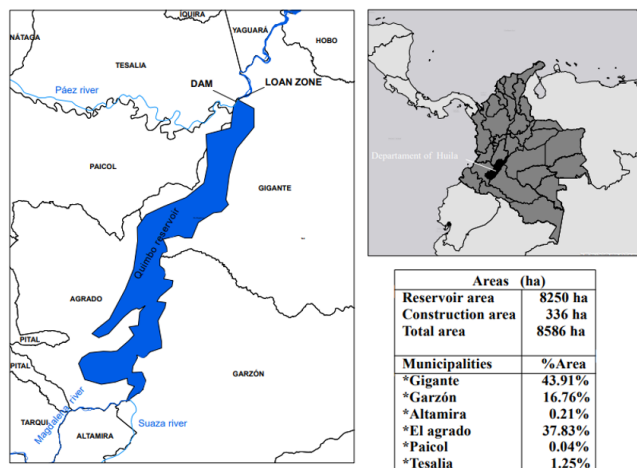 ÍQUIRA
YAGUARÁ
NÁTAGA
HOBO
TESALIA
DAM
LOAN ZONE
Páez river
PAICOL
GIGANTE
Quimbo reservoir
AGRADO
PITAL
PITAL
GARZÓN
Magdalena river
TARQUI
Suaza river
ALTAMIRA
Departament of Huila
Areas (ha)
Reservoir area 8250 ha
Construction area 336 ha
Total area 8586 ha
Municipalities %Area
*Gigante 43.91%
*Garzón 16.76%
*Altamira 0.21%
*El agrado 37.83%
*Paicol 0.04%
*Tesalia 1.25%